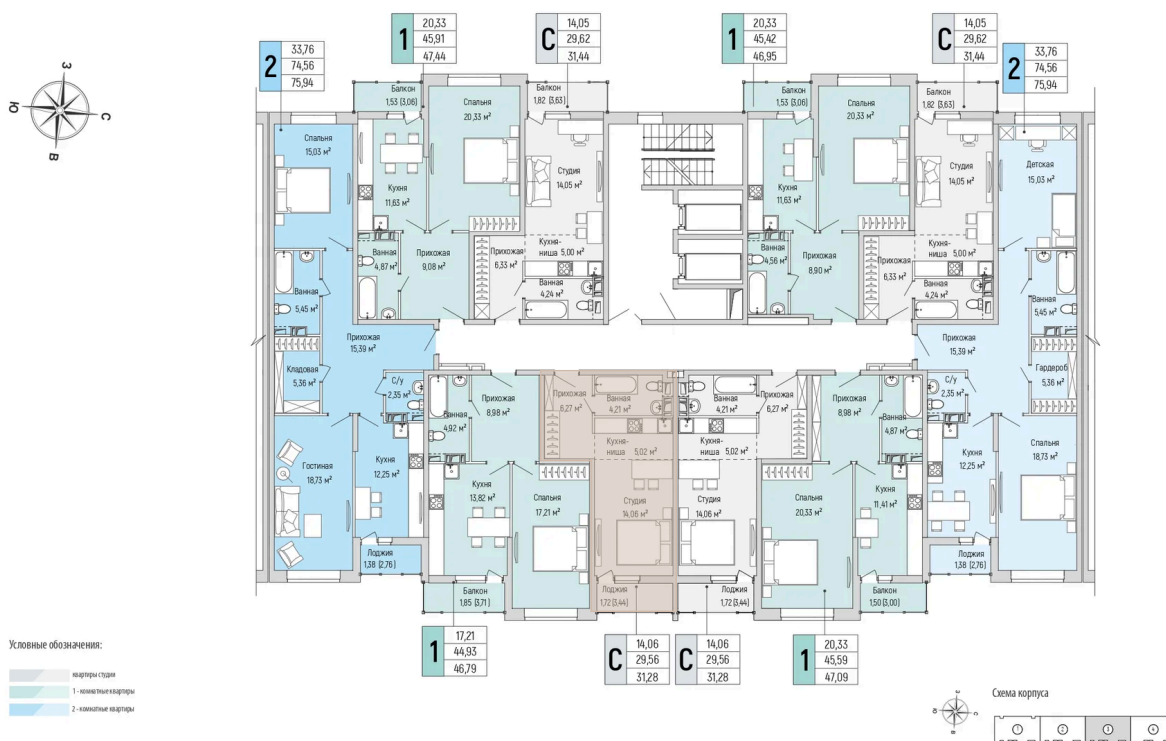 20,33
45,91
47,44
1
14,05
29,62
31,44
С
20,33
45,42
46,95
1
14,05
29,62
31,44
С
33,76
74,56
75,94
2
33,76
74,56
75,94
2
З
Ю
С
В
Балкон
1,53 (3,06)
Спальня
20,33 м²
Балкон
1,82 (3,63)
Балкон
1,53 (3,06)
Спальня
20,33 м²
Балкон
1,82 (3,63)
Спальня
15,03 м²
Кухня
11,63 м²
Студия
14,05 м²
Кухня
11,63 м²
Студия
14,05 м²
Детская
15,03 м²
Ванная
4,87 м²
Прихожая
9,08 м²
Прихожая
6,33 м²
Кухня-
ниша 5,00 м²
Ванная
4,24 м²
Ванная
4,56 м²
Прихожая
8,90 м²
Прихожая
6,33 м²
Кухня-
ниша 5,00 м²
Ванная
4,24 м²
Ванная
5,45 м²
Ванная
5,45 м²
Прихожая
15,39 м²
Прихожая
15,39 м²
Кладовая
5,36 м²
С/у
2,35 м²
Ванная
4,92 м²
Прихожая
8,98 м²
Прихожая
6,27 м²
Ванная
4,21 м²
Ванная
4,21 м²
Прихожая
6,27 м²
Прихожая
8,98 м²
Ванная
4,87 м²
С/у
2,35 м²
Гардероб
5,36 м²
Кухня-
ниша 5,02 м²
Кухня-
ниша 5,02 м²
Гостиная
18,73 м²
Кухня
12,25 м²
Кухня
13,82 м²
Спальня
17,21 м²
Студия
14,06 м²
Студия
14,06 м²
Спальня
20,33 м²
Кухня
11,41 м²
Кухня
12,25 м²
Спальня
18,73 м²
Лоджия
1,38 (2,76)
Балкон
1,85 (3,71)
Лоджия
1,72 (3,44)
Лоджия
1,72 (3,44)
Балкон
1,50 (3,00)
Лоджия
1,38 (2,76)
1
17,21
44,93
46,79
С
14,06
29,56
31,28
С
14,06
29,56
31,28
1
20,33
45,59
47,09
Условные обозначения:
квартиры студии
1 - комнатные квартиры
2 - комнатные квартиры
З
Ю
С
В
Схема корпуса
1
2
3
4